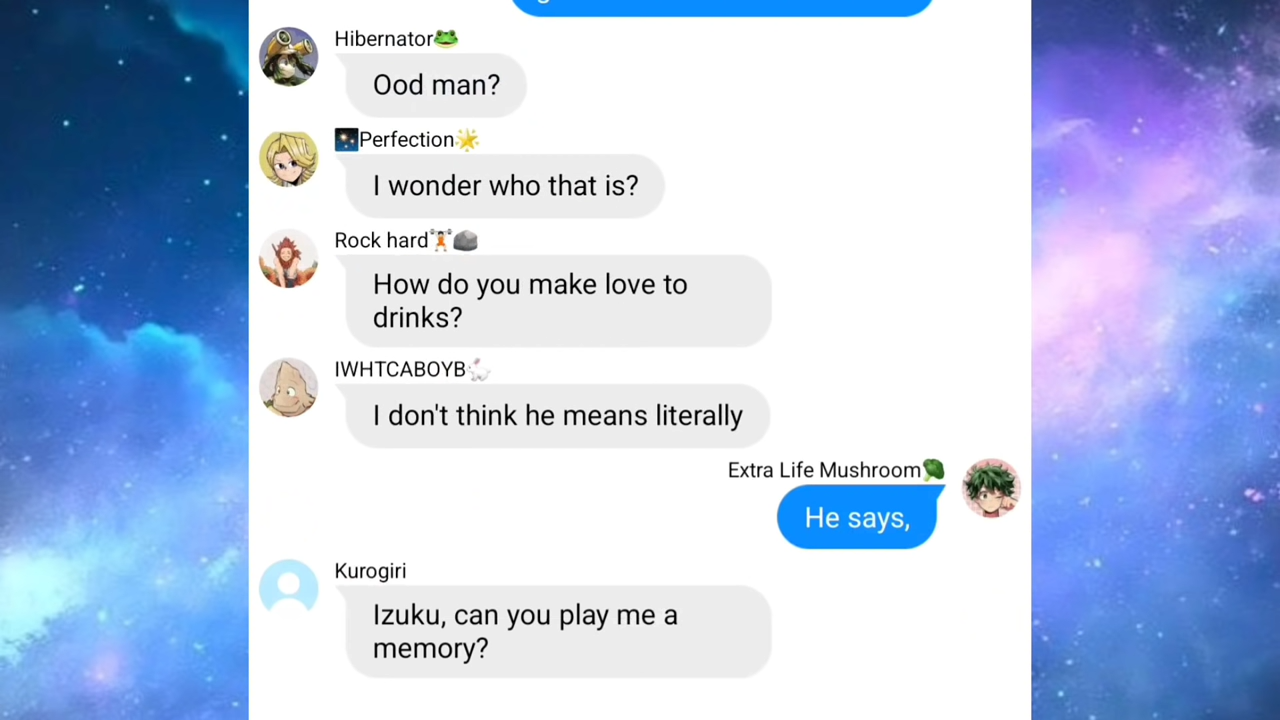 Hibernator🐸
Ood man?
🌌Perfection🌟
I wonder who that is?
Rock hard🏋️🪨
How do you make love to
drinks?
IWHTCABOYB🐇
I don't think he means literally
Extra Life Mushroom🥦
He says,
Kurogiri
Izuku, can you play me a
memory?